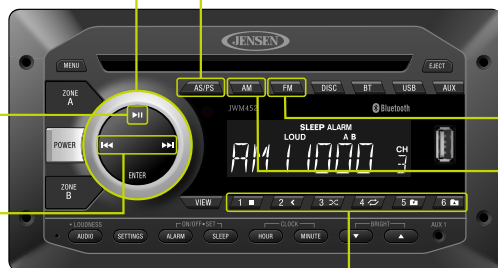 JENSEN
MENU
EJECT
ZONE A
AS/PS AM FM DISC BT USB AUX
JWM452
Bluetooth
SLEEP ALARM
LOUD A B
POWER
AM 1 1000 CH 3
ENTER
ZONE B
VIEW 1 2 3 4 5 6
• LOUDNESS
ON/OFF•SET
CLOCK
BRIGHT
AUX 1
AUDIO SETTINGS ALARM SLEEP HOUR MINUTE